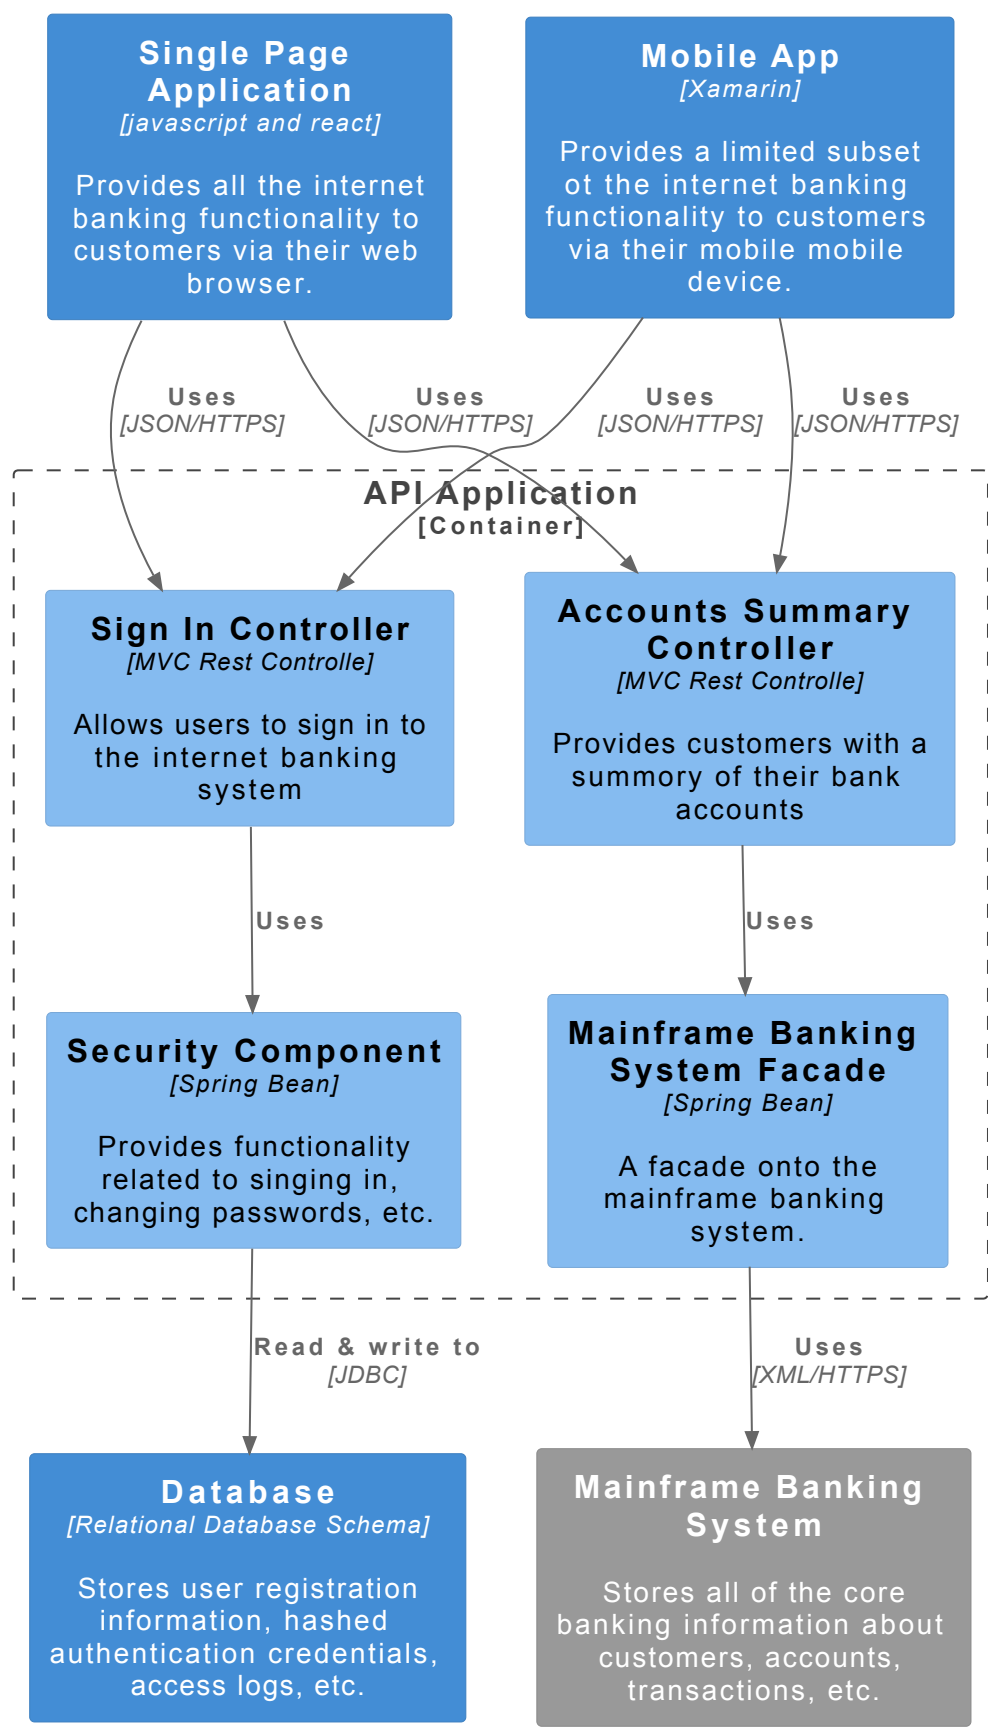 Single Page
Application
[javascript and react]
Provides all the internet
banking functionality to
customers via their web
browser.
Mobile App
[Xamarin]
Provides a limited subset
ot the internet banking
functionality to customers
via their mobile mobile
device.
Uses
[JSON/HTTPS]
Uses
[JSON/HTTPS]
Uses
[JSON/HTTPS]
Uses
[JSON/HTTPS]
API Application
[Container]
Sign In Controller
[MVC Rest Controlle]
Allows users to sign in to
the internet banking
system
Accounts Summary
Controller
[MVC Rest Controlle]
Provides customers with a
summory of their bank
accounts
Uses
Uses
Security Component
[Spring Bean]
Provides functionality
related to singing in,
changing passwords, etc.
Mainframe Banking
System Facade
[Spring Bean]
A facade onto the
mainframe banking
system.
Read & write to
[JDBC]
Uses
[XML/HTTPS]
Database
[Relational Database Schema]
Stores user registration
information, hashed
authentication credentials,
access logs, etc.
Mainframe Banking
System
Stores all of the core
banking information about
customers, accounts,
transactions, etc.